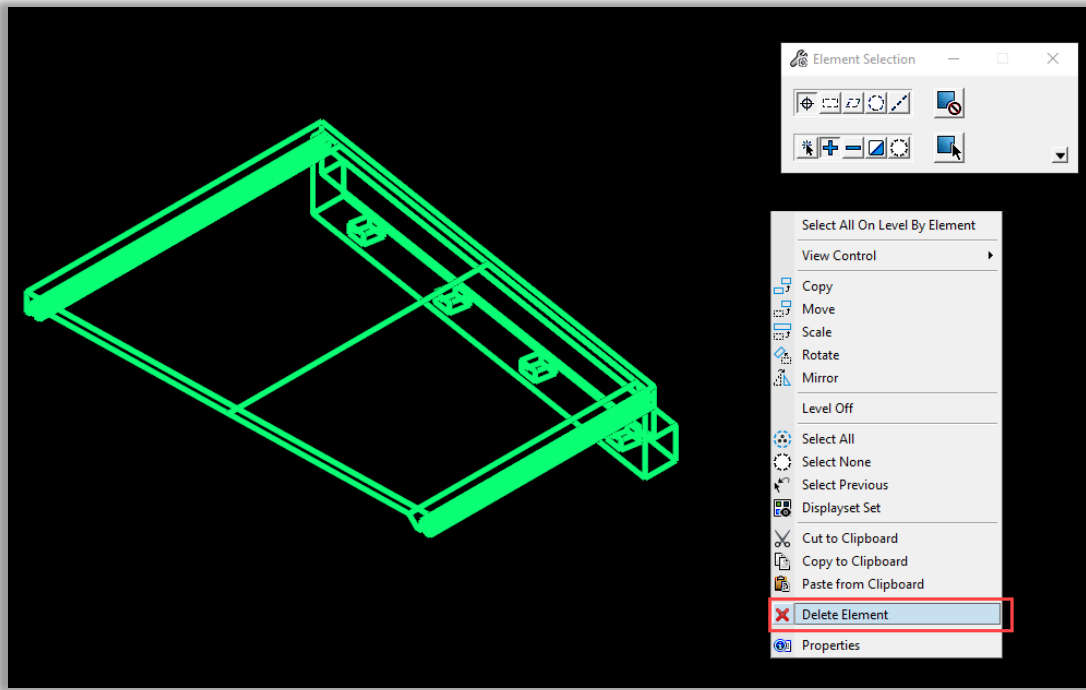 Element Selection
Select All On Level By Element
View Control
Copy
Move
Scale
Rotate
Mirror
Level Off
Select All
Select None
Select Previous
Displayset Set
Cut to Clipboard
Copy to Clipboard
Paste from Clipboard
Delete Element
Properties